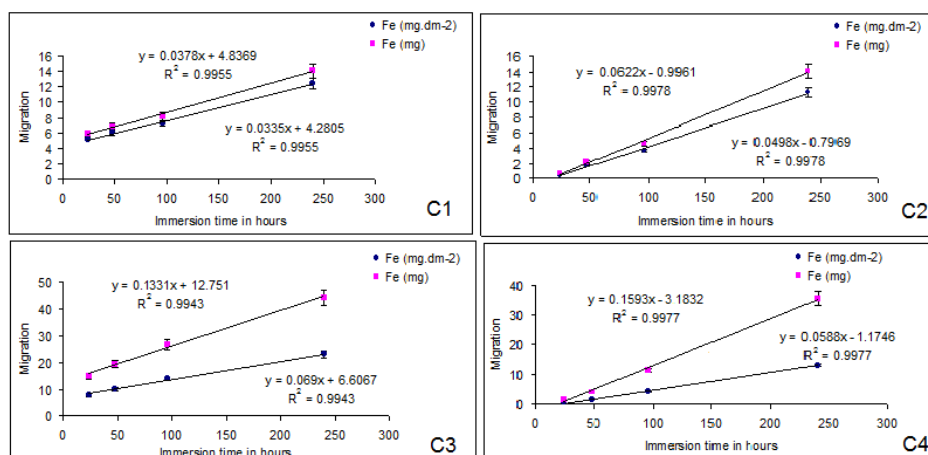 Fe (mg.dm-2)
Fe (mg)
y = 0.0378x + 4.8369
R² = 0.9955
y = 0.0335x + 4.2805
R² = 0.9955
Migration
16
14
12
10
8
6
4
2
0
0 50 100 150 200 250 300
Immersion time in hours
C1
Fe (mg.dm-2)
Fe (mg)
y = 0.0622x - 0.9961
R² = 0.9978
y = 0.0498x - 0.7969
R² = 0.9978
Migration
16
14
12
10
8
6
4
2
0
0 50 100 150 200 250 300
Immersion time in hours
C2
Fe (mg.dm-2)
Fe (mg)
y = 0.1331x + 12.751
R² = 0.9943
y = 0.069x + 6.6067
R² = 0.9943
Migration
50
40
30
20
10
0
0 50 100 150 200 250 300
Immersion time in hours
C3
Fe (mg.dm-2)
Fe (mg)
y = 0.1593x - 3.1832
R² = 0.9977
y = 0.0588x - 1.1746
R² = 0.9977
Migration
40
30
20
10
0
0 50 100 150 200 250 300
Immersion time in hours
C4